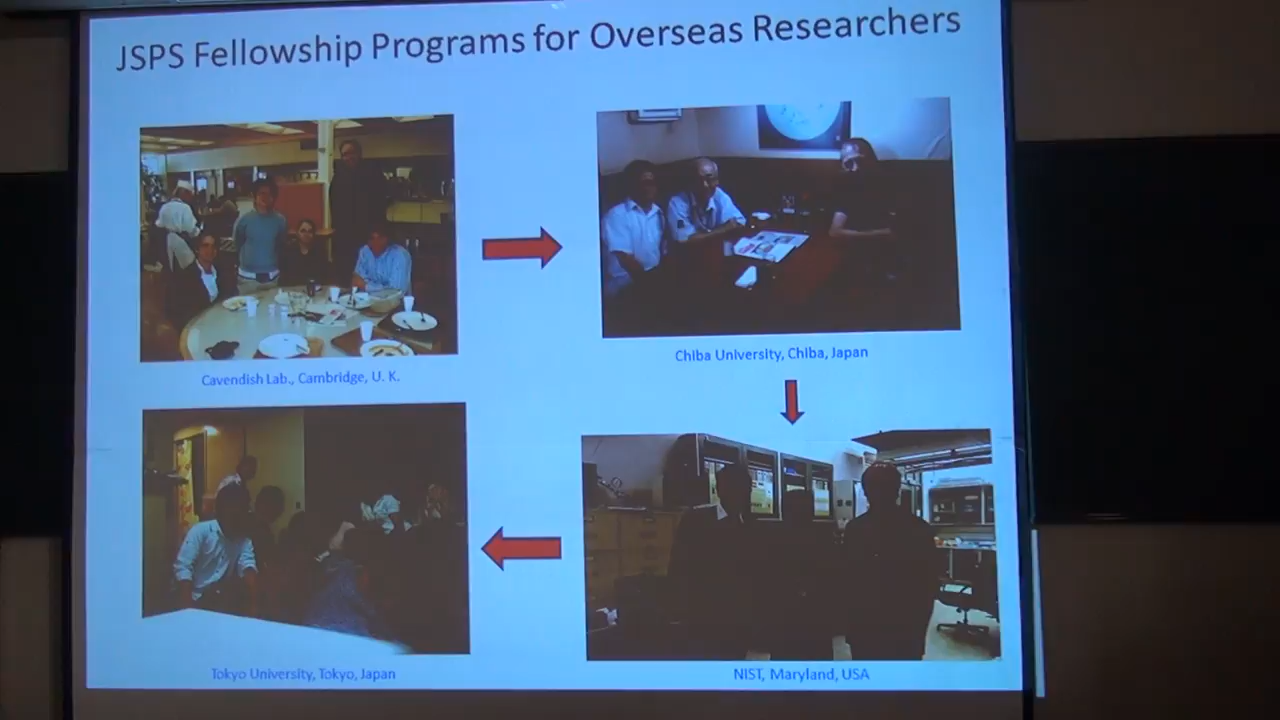 JSPS Fellowship Programs for Overseas Researchers
Cavendish Lab., Cambridge, U. K.
Chiba University, Chiba, Japan
Tokyo University, Tokyo, Japan
NIST, Maryland, USA